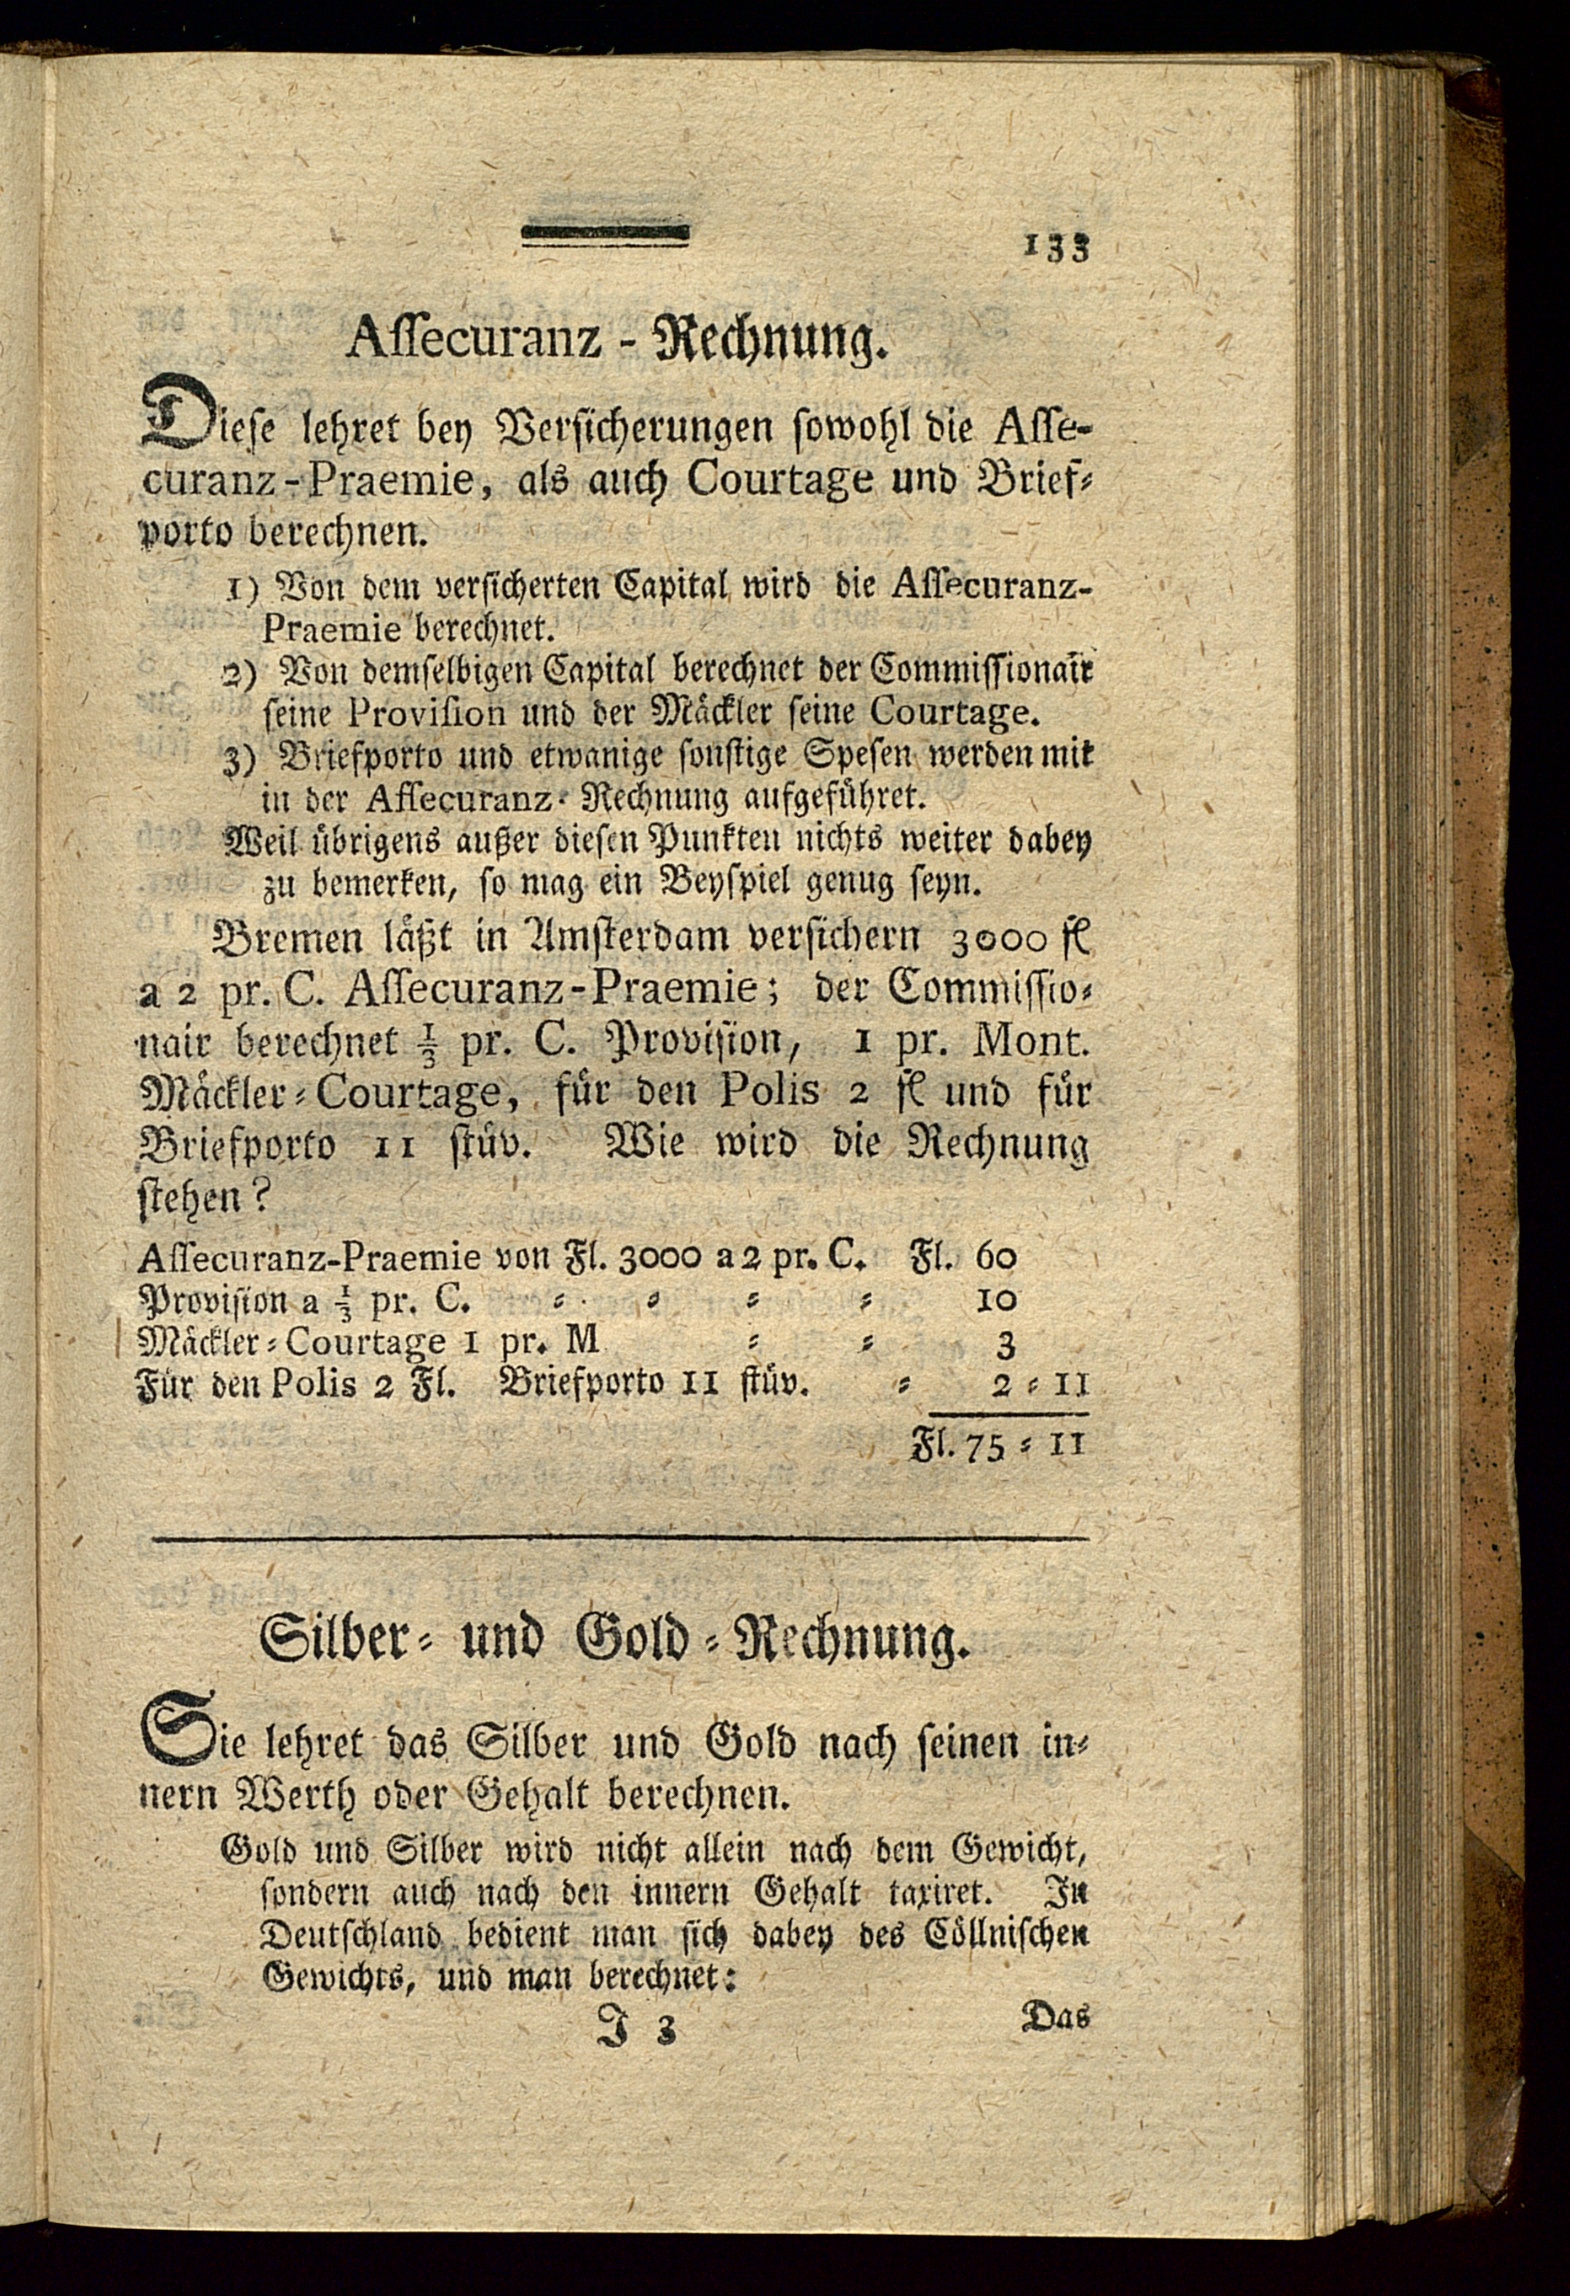 133
Aſſecuranz - Rechnung.
Dieſe lehret bey Verſicherungen ſowohl die Aſſe-
curanz-Praemie, als auch Courtage und Brief⸗
porto berechnen.
1) Von dem verſicherten Capital wird die Aſſecuranz-
Praemie berechnet.
2) Von demſelbigen Capital berechnet der Commiſſionair
ſeine Proviſion und der Mäckler ſeine Courtage.
3) Briefporto und etwanige ſonſtige Speſen werden mit
in der Aſſecuranz⸗ Rechnung aufgeführet.
Weil übrigens außer dieſen Punkten nichts weiter dabey
zu bemerken, ſo mag ein Beyſpiel genug ſeyn.
Bremen läßt in Amſterdam verſichern 3000 fl
a 2 pr. C. Aſſecuranz-Praemie; der Commiſſio⸗
nair berechnet ⅓ pr. C. Proviſion, 1 pr. Mont.
Mäckler⸗Courtage, für den Polis 2 fl und für
Briefporto 11 ſtüv. Wie wird die Rechnung
ſtehen?
Aſſecuranz-Praemie von Fl. 3000 a 2 pr. C. Fl. 60
Proviſion a ⅓ pr. C. ⸗ ⸗ ⸗ ⸗ 10
Mäckler⸗Courtage 1 pr. M ⸗ ⸗ 3
Für den Polis 2 Fl. Briefporto 11 ſtüv. ⸗ 2 ⸗ 11
Fl. 75 ⸗ 11
Silber⸗ und Gold⸗Rechnung.
Sie lehret das Silber und Gold nach ſeinen in⸗
nern Werth oder Gehalt berechnen.
Gold und Silber wird nicht allein nach dem Gewicht,
ſondern auch nach den innern Gehalt taxiret. In
Deutſchland bedient man ſich dabey des Cöllniſchen
Gewichts, und man berechnet:
J 3
Das